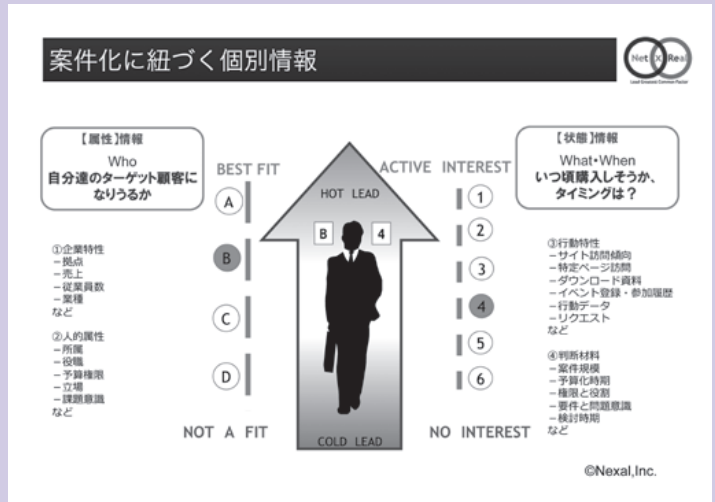 案件化に紐づく個別情報
Net X Real
Lead Greatest Common Factor
【属性】情報
Who
自分達のターゲット顧客に
なりうるか
①企業特性
–拠点
–売上
–従業員数
–業種
など
②人的属性
–所属
–役職
–予算権限
–立場
–課題意識
など
BEST FIT
A
B
C
D
NOT A FIT
HOT LEAD
B 4
COLD LEAD
ACTIVE INTEREST
1
2
3
4
5
6
NO INTEREST
【状態】情報
What・When
いつ頃購入しそうか、
タイミングは？
③行動特性
–サイト訪問傾向
–特定ページ訪問
–ダウンロード資料
–イベント登録・参加履歴
–行動データ
–リクエスト
など
④判断材料
–案件規模
–予算化時期
–権限と役割
–要件と問題意識
–検討時期
など
©Nexal,Inc.